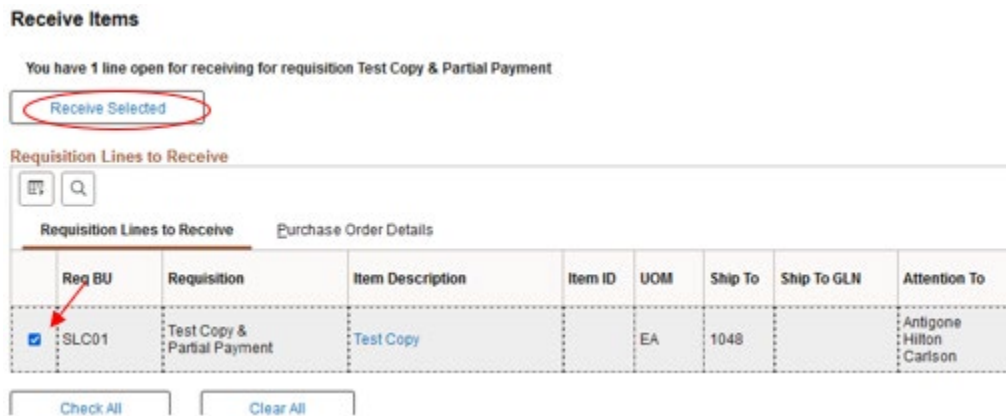 Receive Items
You have 1 line open for receiving for requisition Test Copy & Partial Payment
Receive Selected
Requisition Lines to Receive
Requisition Lines to Receive Purchase Order Details
Req BU Requisition Item Description Item ID UOM Ship To Ship To GLN Attention To
SLC01 Test Copy & Partial Payment Test Copy EA 1048 Antigone Hilton Carlson
Check All Clear All